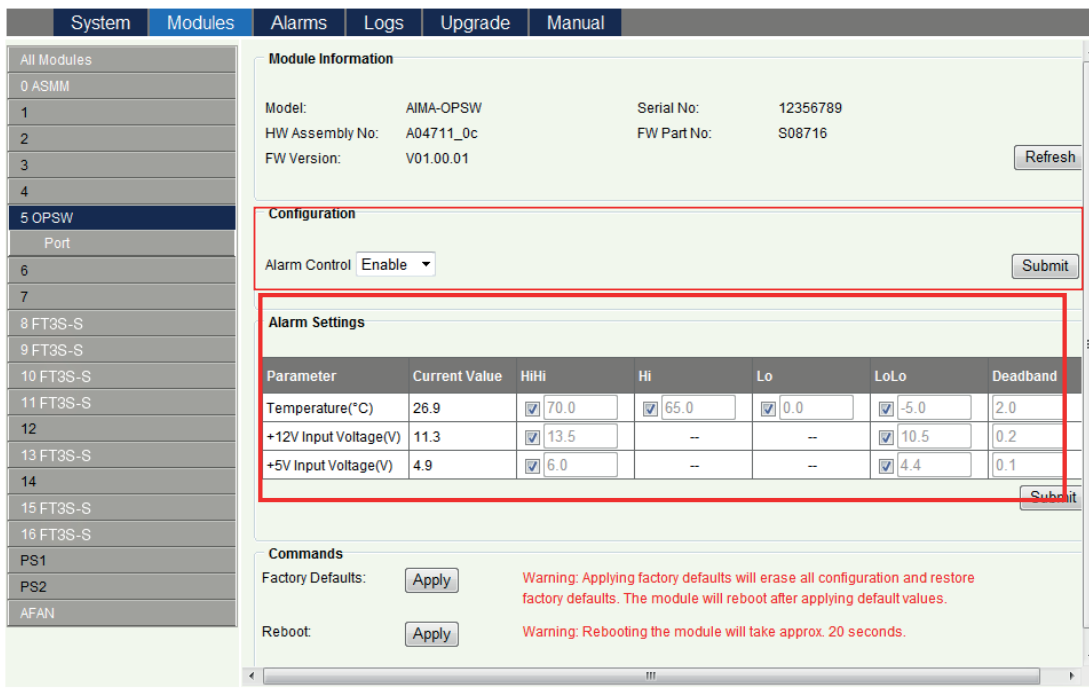 System Modules Alarms Logs Upgrade Manual
All Modules
0 ASMM
1
2
3
4
5 OPSW
Port
6
7
8 FT3S-S
9 FT3S-S
10 FT3S-S
11 FT3S-S
12
13 FT3S-S
14
15 FT3S-S
16 FT3S-S
PS1
PS2
AFAN
Module Information
Model: AIMA-OPSW Serial No: 12356789
HW Assembly No: A04711_0c FW Part No: S08716
FW Version: V01.00.01
Refresh
Configuration
Alarm Control Enable
Submit
Alarm Settings
Parameter Current Value HiHi Hi Lo LoLo Deadband
Temperature(°C) 26.9 70.0 65.0 0.0 -5.0 2.0
+12V Input Voltage(V) 11.3 13.5 -- -- 10.5 0.2
+5V Input Voltage(V) 4.9 6.0 -- -- 4.4 0.1
Submit
Commands
Factory Defaults: Apply Warning: Applying factory defaults will erase all configuration and restore
factory defaults. The module will reboot after applying default values.
Reboot: Apply Warning: Rebooting the module will take approx. 20 seconds.